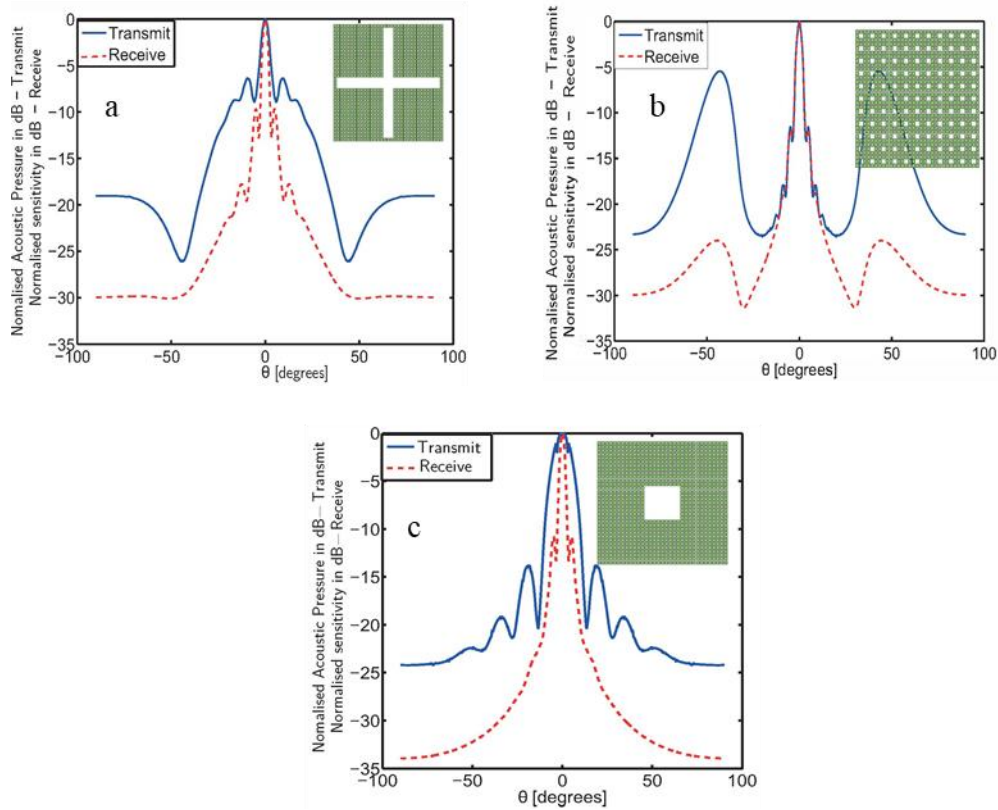 Nomalised Acoustic Pressure in dB – Transmit
Normalised sensitivity in dB – Receive
0
−5
−10
−15
−20
−25
−30
−35
Transmit
Receive
a
−100
−50
0
50
100
θ [degrees]
Nomalised Acoustic Pressure in dB – Transmit
Normalised sensitivity in dB – Receive
0
−5
−10
−15
−20
−25
−30
−35
Transmit
Receive
b
−100
−50
0
50
100
θ [degrees]
Nomalised Acoustic Pressure in dB – Transmit
Normalised sensitivity in dB – Receive
0
−5
−10
−15
−20
−25
−30
−35
Transmit
Receive
c
−100
−50
0
50
100
θ [degrees]